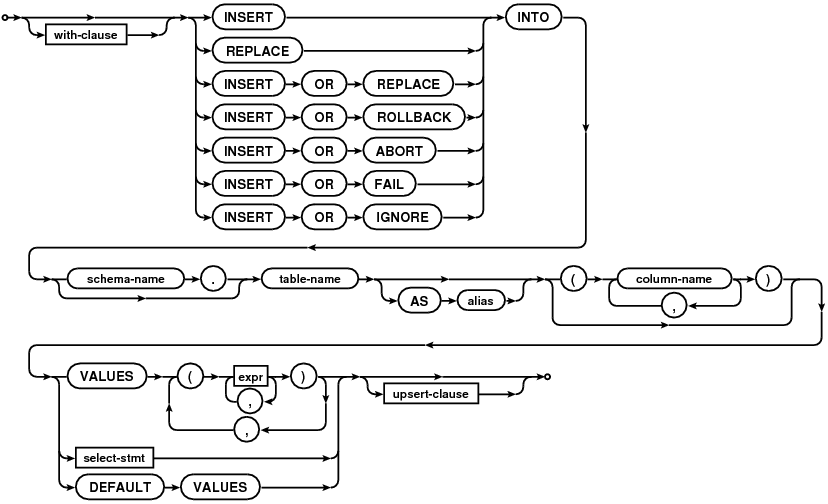 INSERT INTO
with-clause
REPLACE
INSERT OR REPLACE
INSERT OR ROLLBACK
INSERT OR ABORT
INSERT OR FAIL
INSERT OR IGNORE
schema-name . table-name ( column-name )
AS alias ,
VALUES ( expr )
, upsert-clause
,
select-stmt
DEFAULT VALUES